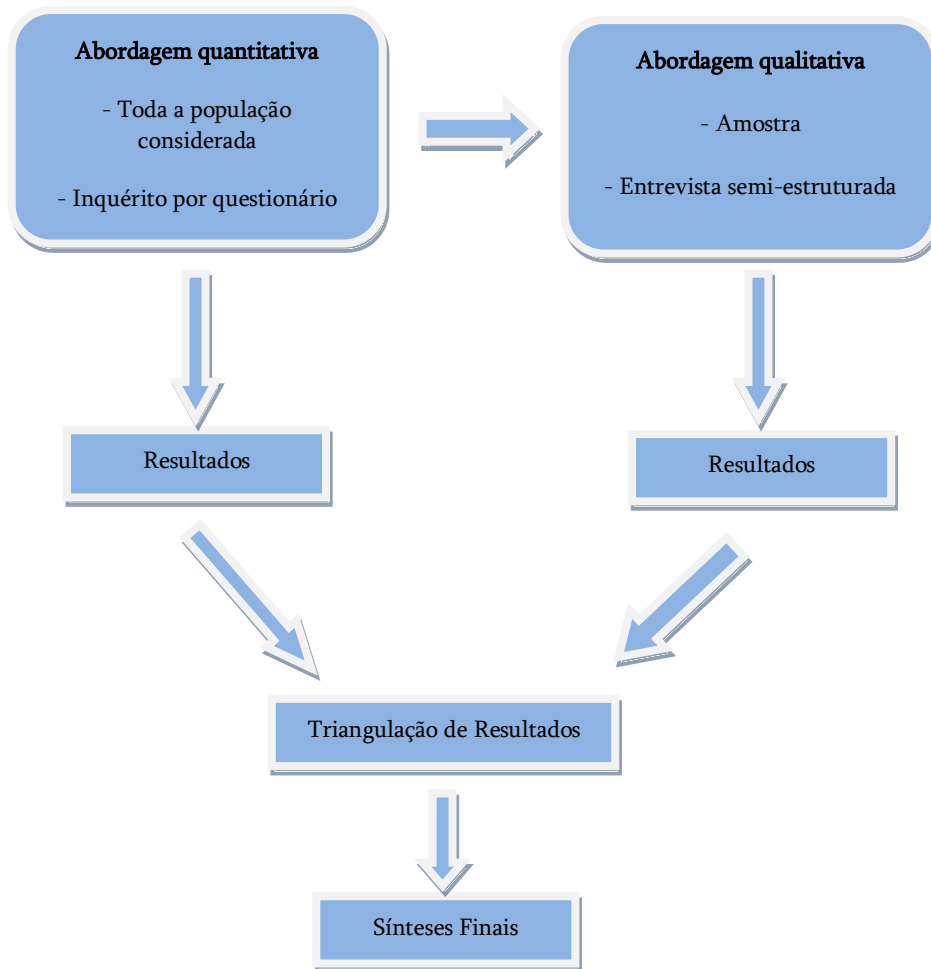 Abordagem quantitativa
- Toda a população
considerada
- Inquérito por questionário
Abordagem qualitativa
- Amostra
- Entrevista semi-estruturada
Resultados
Resultados
Triangulação de Resultados
Sínteses Finais